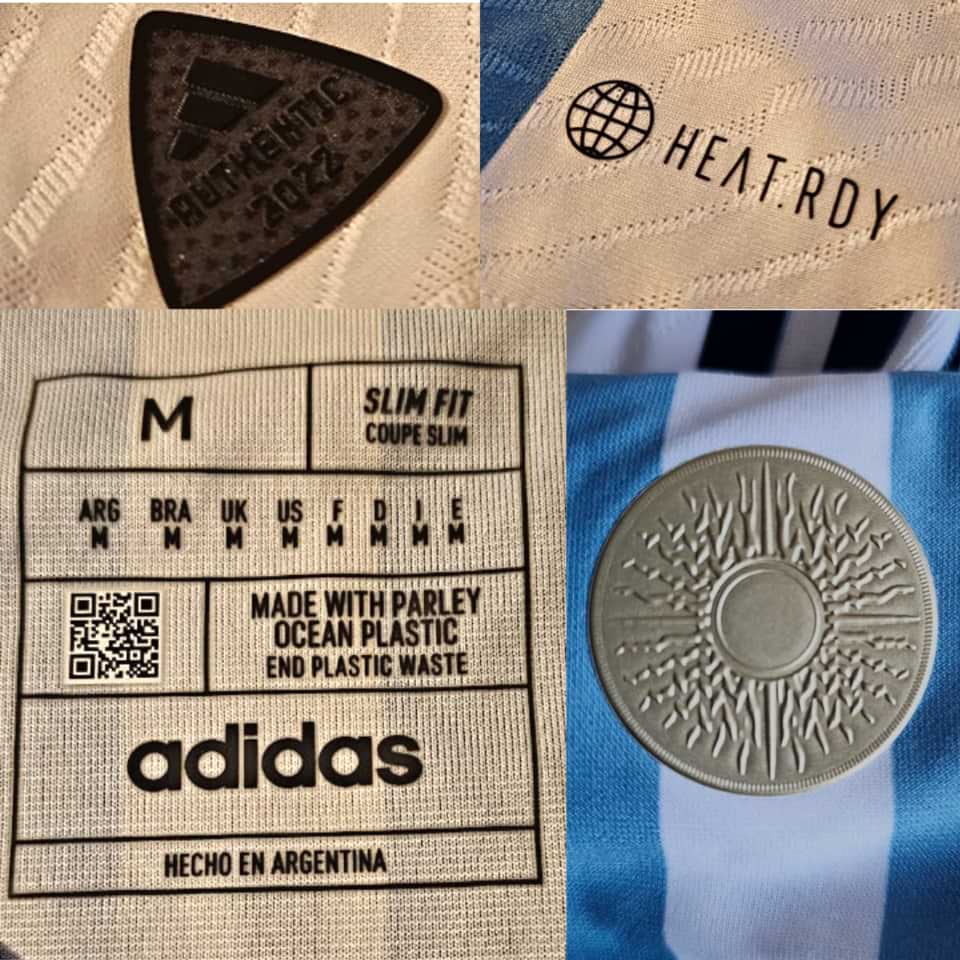 AUTHENTIC
2022
HEAT.RDY
M
SLIM FIT
COUPE SLIM
ARG BRA UK US F D I E
M M M M M M M M
MADE WITH PARLEY
OCEAN PLASTIC
END PLASTIC WASTE
adidas
HECHO EN ARGENTINA